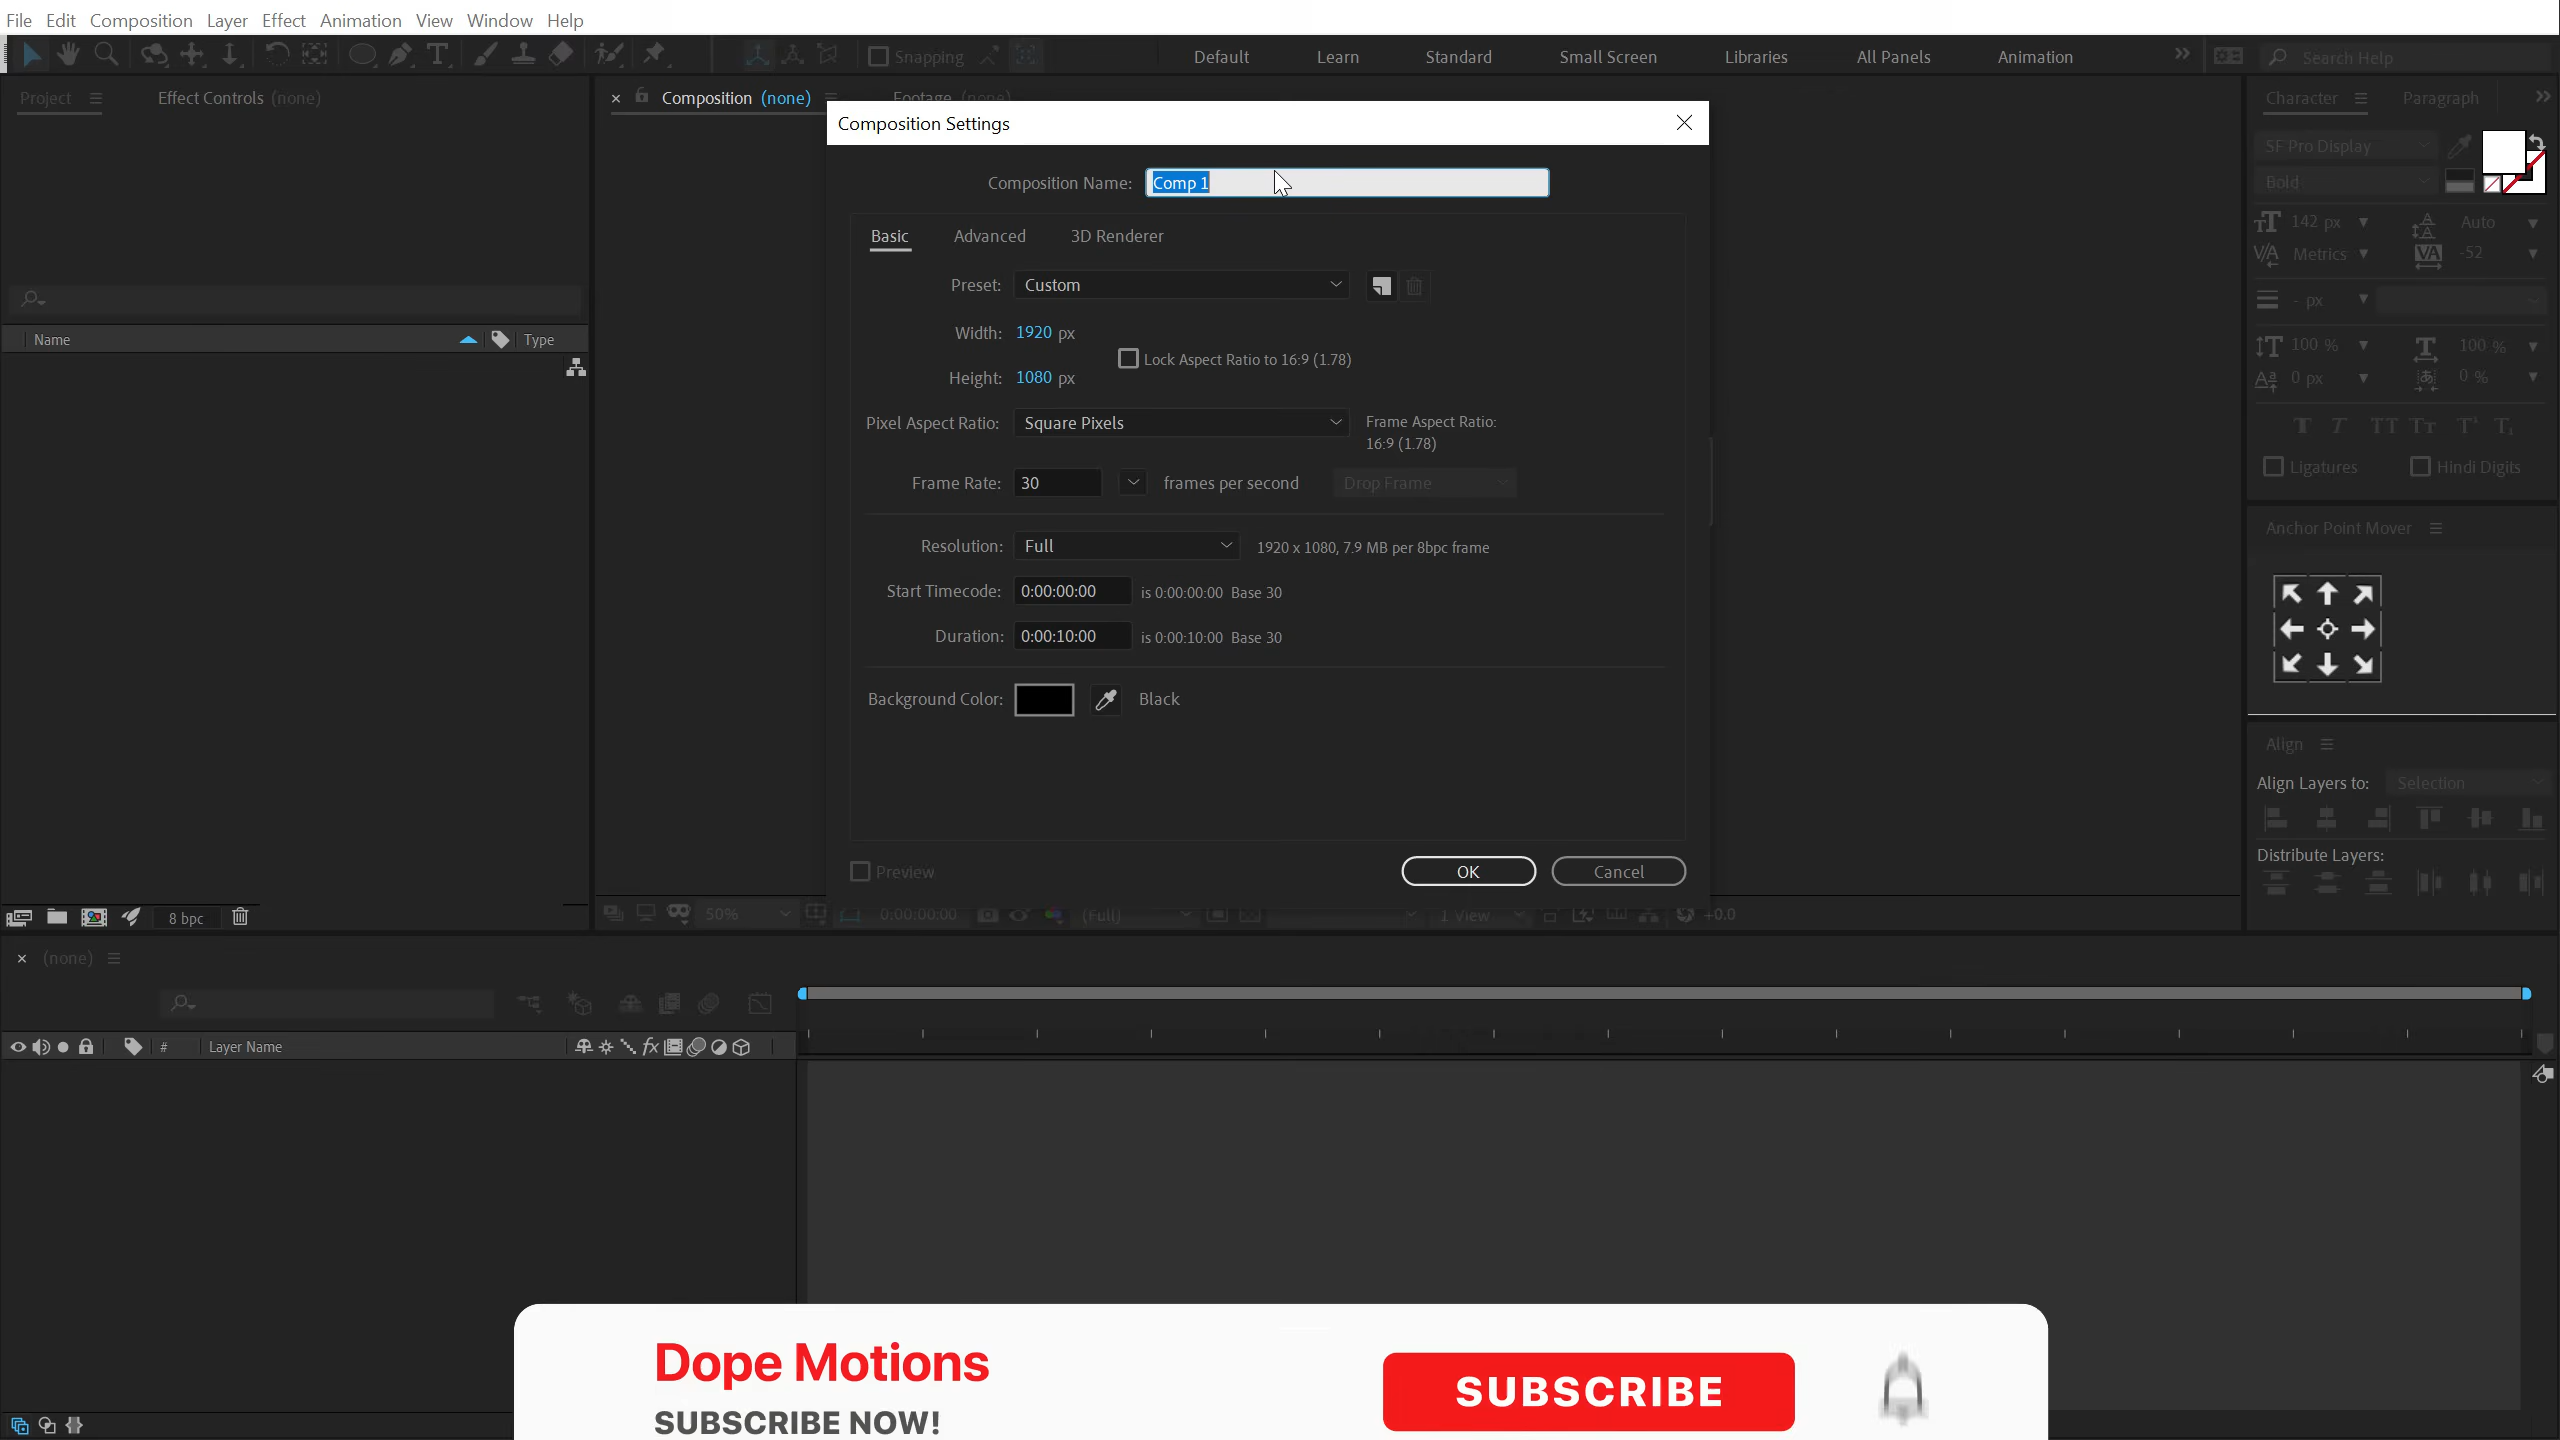 File Edit Composition Layer Effect Animation View Window Help
Snapping Default Learn Standard Small Screen Libraries All Panels Animation Search Help
Project Effect Controls (none) Composition (none) Footage (none) Character Paragraph
Composition Settings
SF Pro Display
Composition Name: Comp 1
Bold
142 px Auto
Basic Advanced 3D Renderer
Metrics -52
Preset: Custom
- px
Name Type
Width: 1920 px
Lock Aspect Ratio to 16:9 (1.78)
100 % 100 %
Height: 1080 px
0 px 0 %
Pixel Aspect Ratio: Square Pixels Frame Aspect Ratio:
16:9 (1.78)
Ligatures Hindi Digits
Frame Rate: 30 frames per second Drop Frame
Anchor Point Mover
Resolution: Full 1920 x 1080, 7.9 MB per 8bpc frame
Start Timecode: 0:00:00:00 is 0:00:00:00 Base 30
Duration: 0:00:10:00 is 0:00:10:00 Base 30
Background Color: Black
Align
Align Layers to: Selection
Distribute Layers:
Preview OK Cancel
8 bpc 50% 0:00:00:00 (Full) 1 View +0.0
(none)
# Layer Name fx
Dope Motions
SUBSCRIBE NOW!
SUBSCRIBE